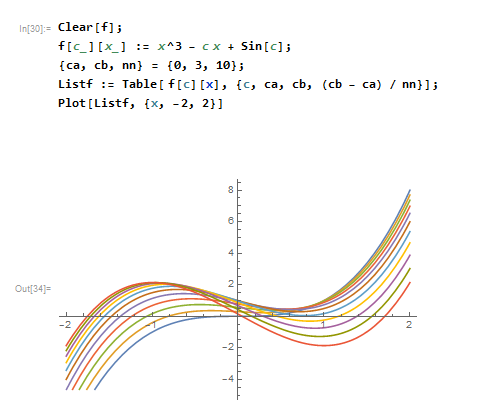 In[30]:= Clear[f];
f[c_][x_] := x^3 - c x + Sin[c];
{ca, cb, nn} = {0, 3, 10};
Listf := Table[ f[c][x], {c, ca, cb, (cb - ca) / nn}];
Plot[Listf, {x, -2, 2}]
8
6
4
2
Out[34]=
-2 -1 1 2
-2
-4